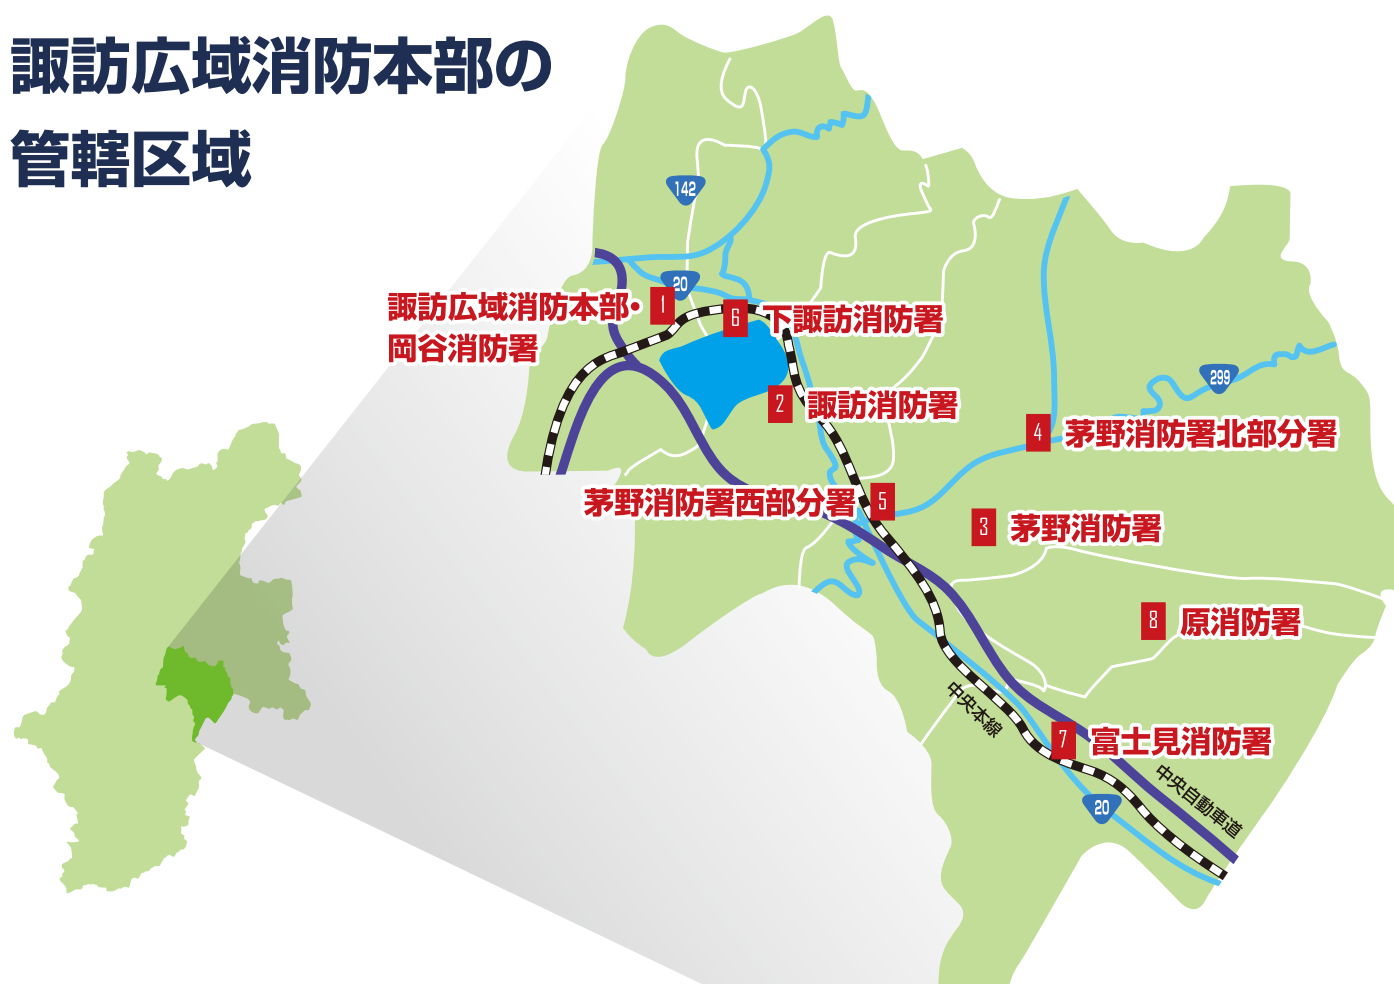 諏訪広域消防本部の
管轄区域
142
20
諏訪広域消防本部・
岡谷消防署
1
6
下諏訪消防署
2
諏訪消防署
299
4
茅野消防署北部分署
茅野消防署西部分署
5
3
茅野消防署
8
原消防署
中央本線
7
富士見消防署
中央自動車道
20